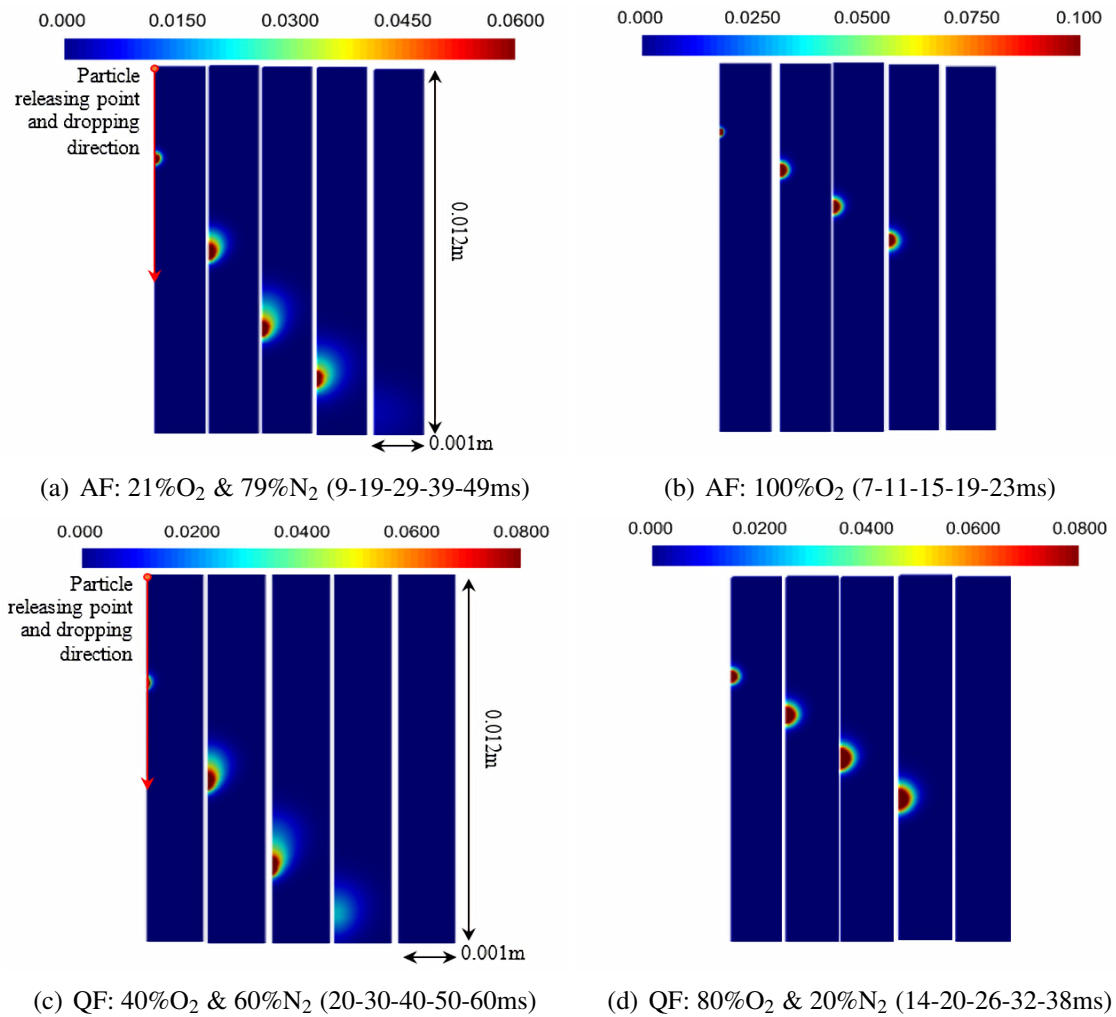 0.000 0.0150 0.0300 0.0450 0.0600
Particle
releasing point
and dropping
direction
0.012m
0.001m
(a) AF: 21%O₂ & 79%N₂ (9-19-29-39-49ms)
0.000 0.0250 0.0500 0.0750 0.100
(b) AF: 100%O₂ (7-11-15-19-23ms)
0.000 0.0200 0.0400 0.0600 0.0800
Particle
releasing point
and dropping
direction
0.012m
0.001m
(c) QF: 40%O₂ & 60%N₂ (20-30-40-50-60ms)
0.000 0.0200 0.0400 0.0600 0.0800
(d) QF: 80%O₂ & 20%N₂ (14-20-26-32-38ms)